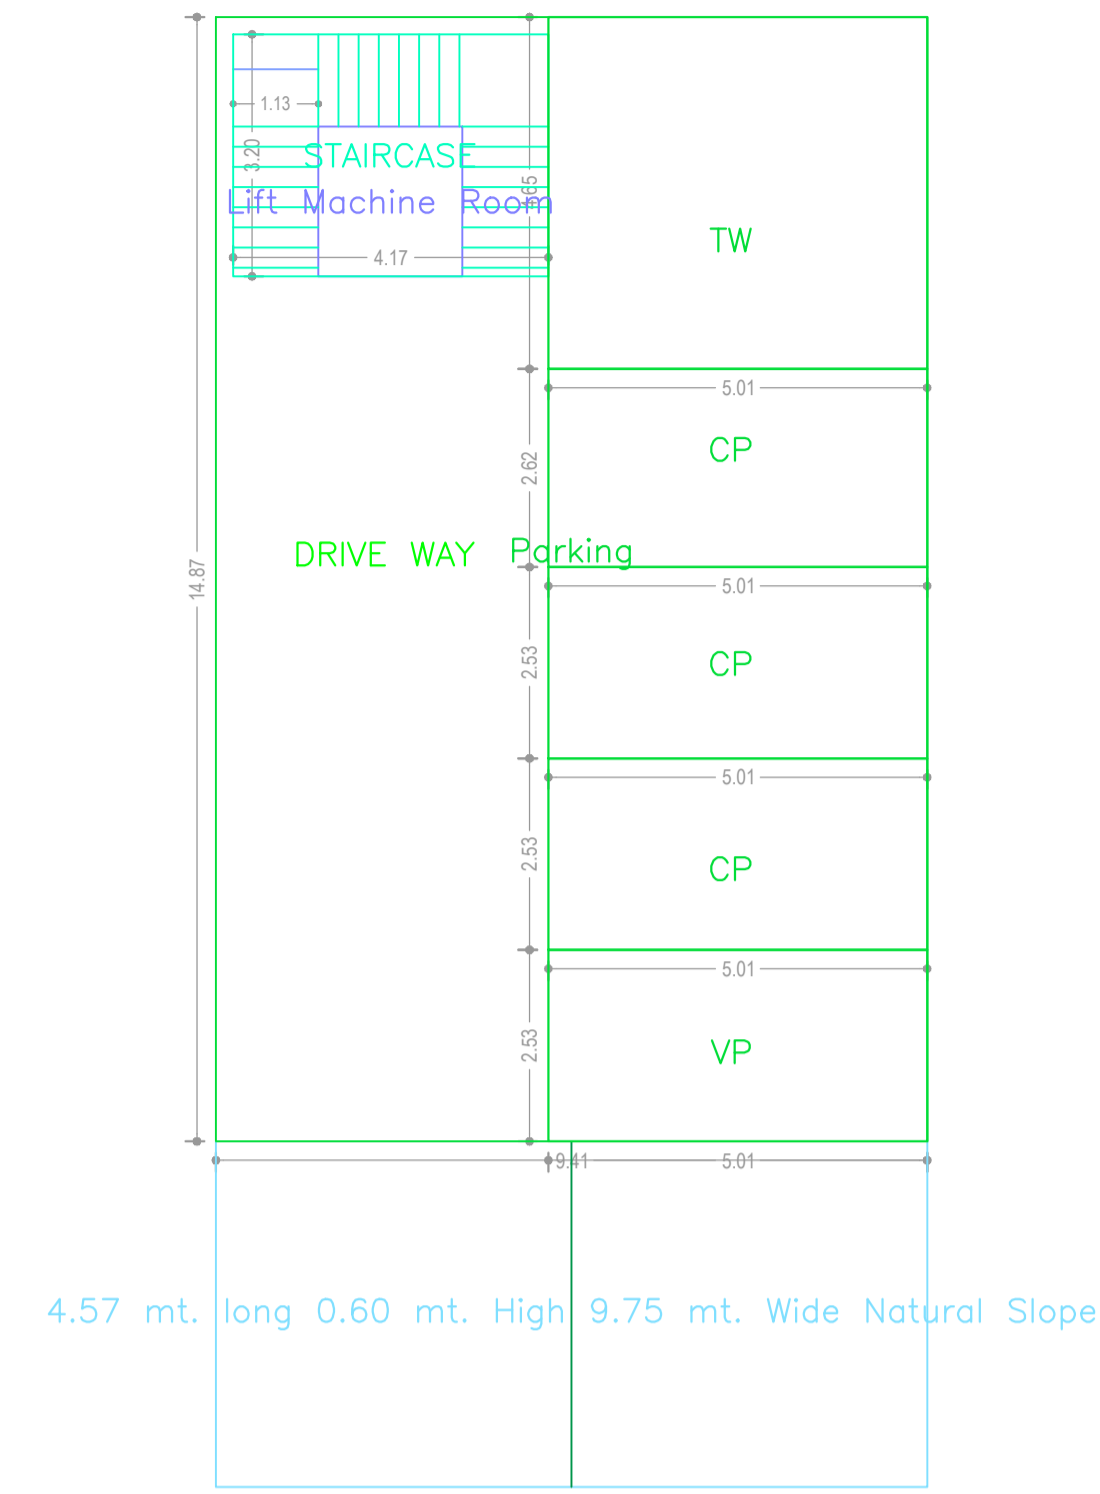 1.13
3.20
STAIRCASE
4.65
Lift Machine Room
TW
4.17
5.01
CP
2.62
DRIVE WAY
Parking
14.87
5.01
2.53
CP
5.01
2.53
CP
5.01
2.53
VP
9.41
5.01
4.57 mt. long 0.60 mt. High 9.75 mt. Wide Natural Slope